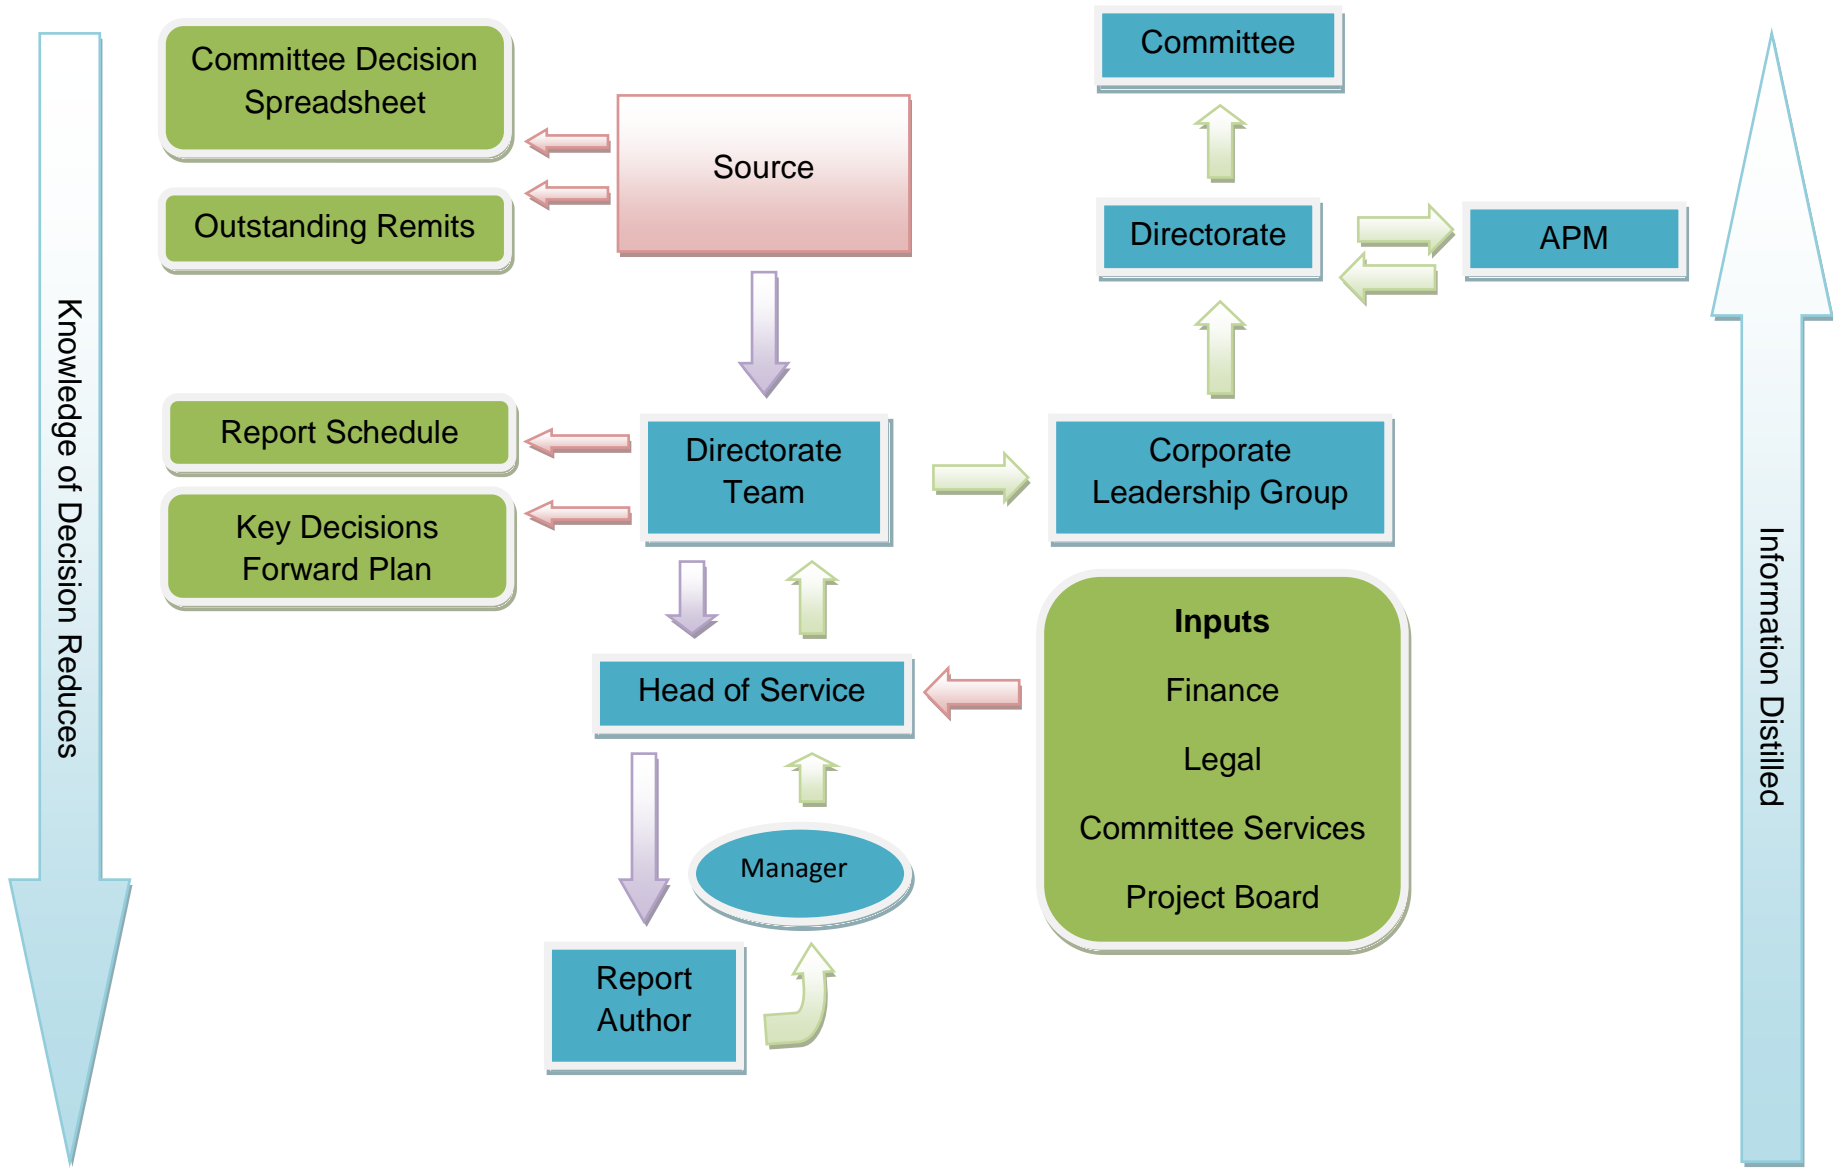 Committee Decision
Spreadsheet
Source
Outstanding Remits
Committee
Directorate
APM
Knowledge of Decision Reduces
Report Schedule
Key Decisions
Forward Plan
Directorate
Team
Corporate
Leadership Group
Head of Service
Manager
Report
Author
Inputs
Finance
Legal
Committee Services
Project Board
Information Distilled